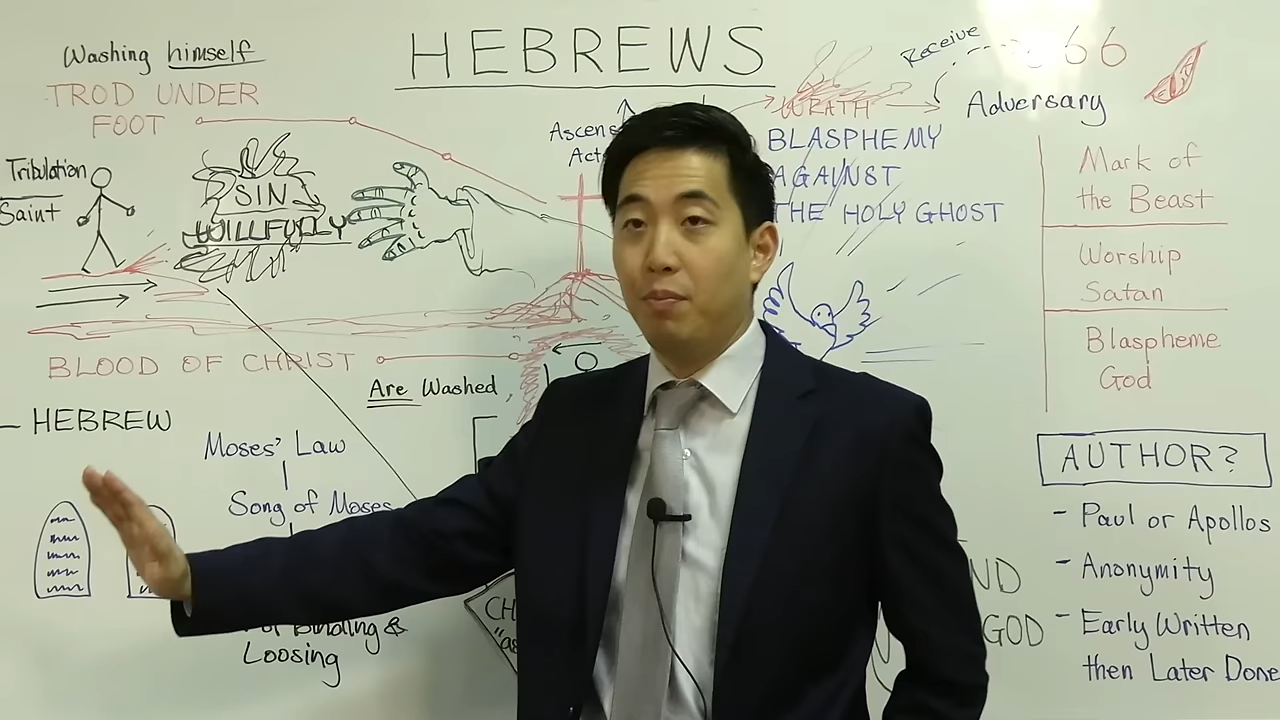 HEBREWS
Washing himself
TROD UNDER
FOOT
Tribulation
Saint
SIN
WILLFULLY
BLOOD OF CHRIST
Are Washed,
- HEBREW
Moses' Law
Song of Moses
Binding &
Loosing
WRATH
Receive
66
Adversary
BLASPHEMY
AGAINST
THE HOLY GHOST
Mark of
the Beast
Worship
Satan
Blaspheme
God
AUTHOR?
- Paul or Apollos
- Anonymity
- Early Written
then Later Done
GOD